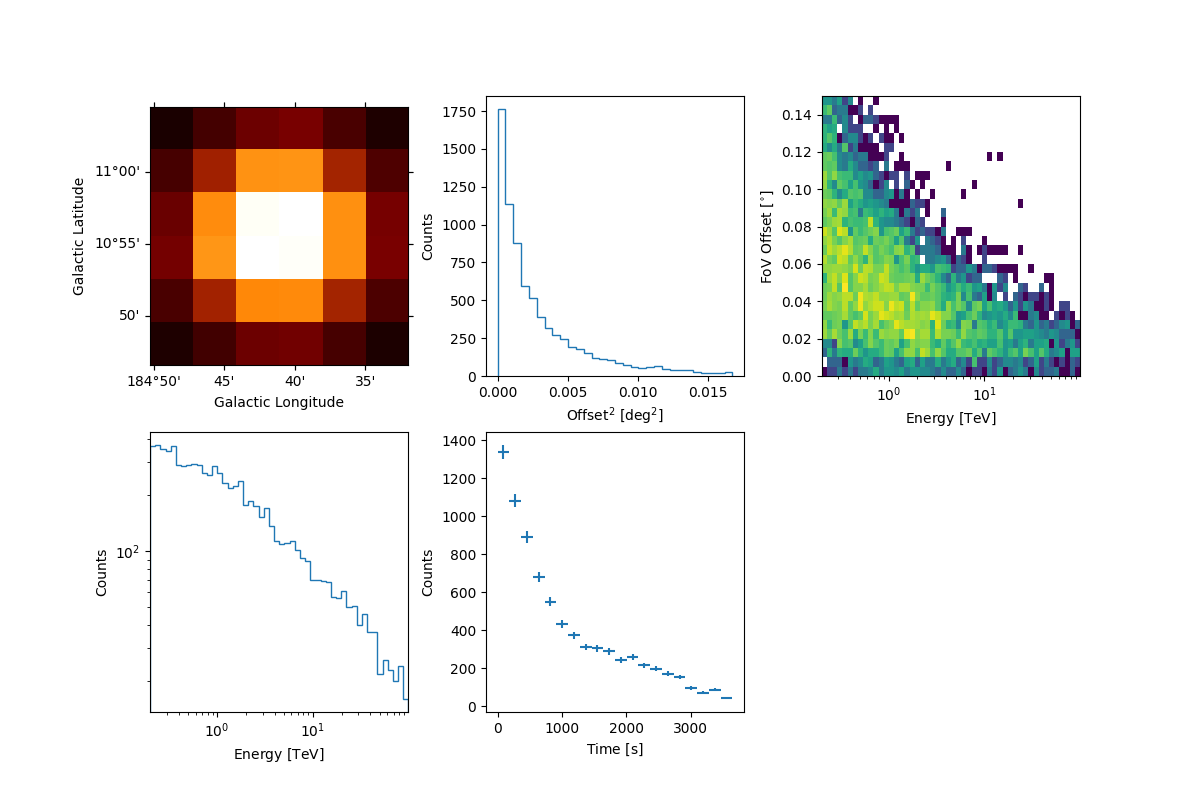 Galactic Latitude
11°00'
10°55'
50'
184°50' 45' 40' 35'
Galactic Longitude
Counts
1750
1500
1250
1000
750
500
250
0
0.000 0.005 0.010 0.015
Offset² [deg²]
FoV Offset [°]
0.14
0.12
0.10
0.08
0.06
0.04
0.02
0.00
10⁰ 10¹
Energy [TeV]
Counts
10²
10⁰ 10¹
Energy [TeV]
Counts
1400
1200
1000
800
600
400
200
0
0 1000 2000 3000
Time [s]